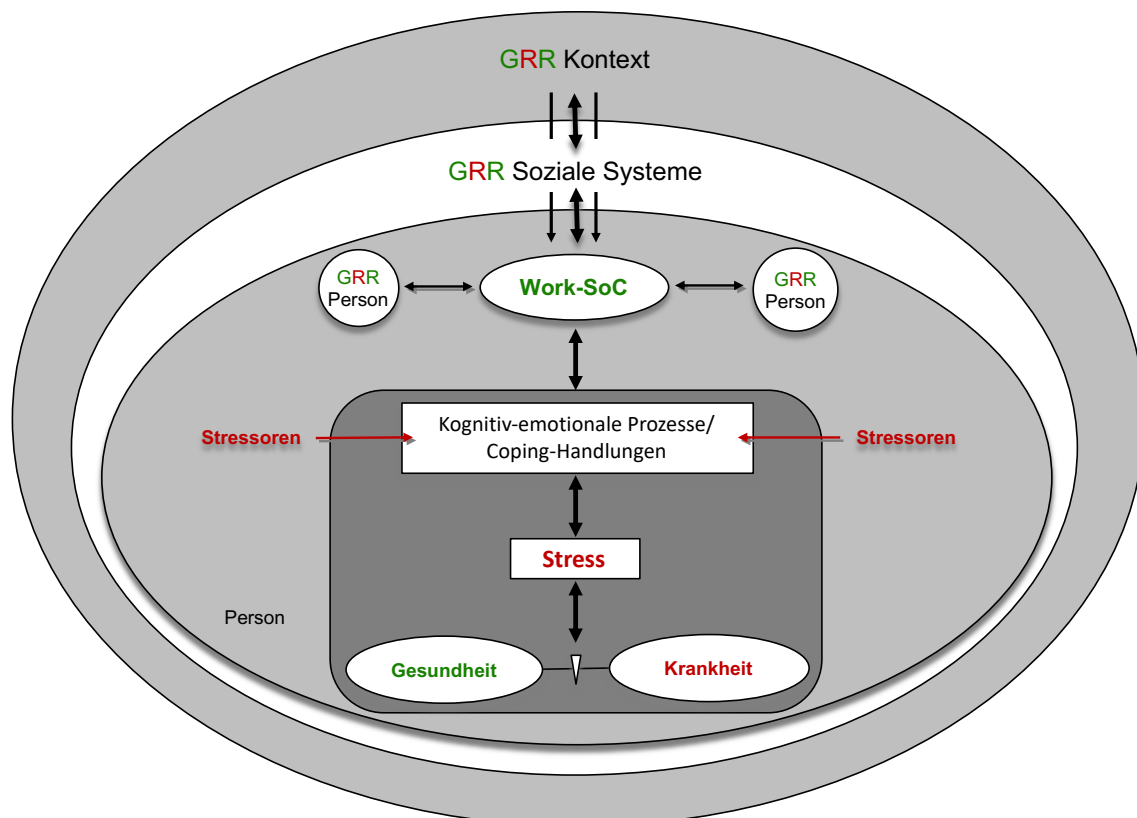 GRR Kontext
GRR Soziale Systeme
GRR
Person
Work-SoC
GRR
Person
Kognitiv-emotionale Prozesse/
Coping-Handlungen
Stressoren
Stressoren
Stress
Person
Gesundheit
Krankheit